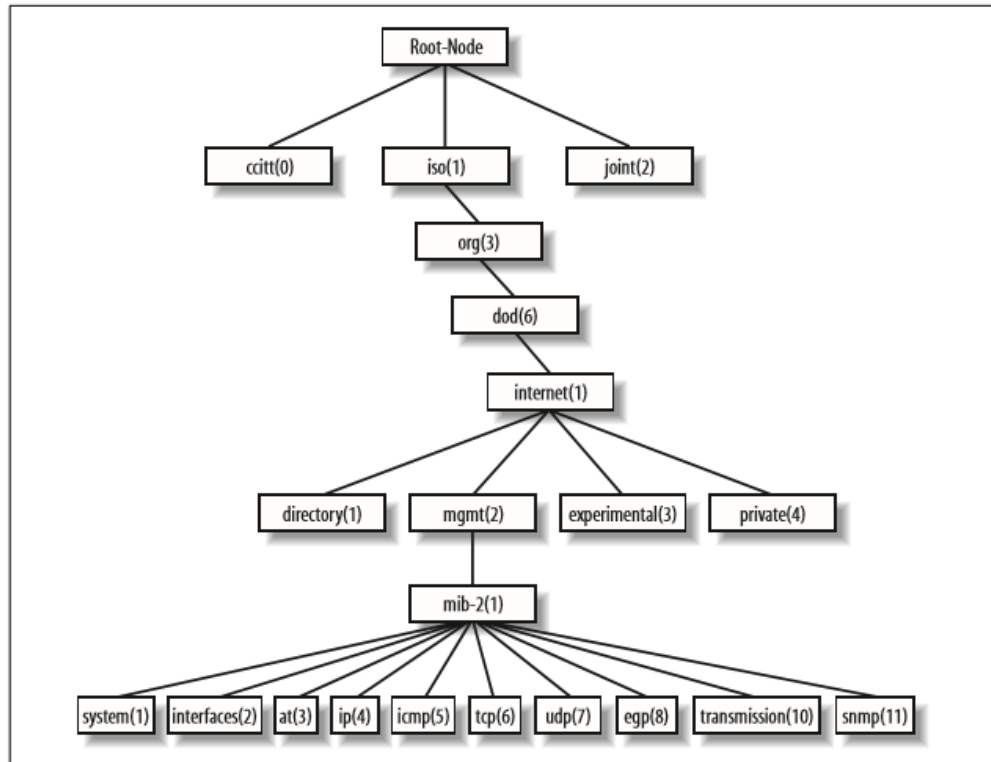 Root-Node
ccitt(0) iso(1) joint(2)
org(3)
dod(6)
internet(1)
directory(1) mgmt(2) experimental(3) private(4)
mib-2(1)
system(1) interfaces(2) at(3) ip(4) icmp(5) tcp(6) udp(7) egp(8) transmission(10) snmp(11)